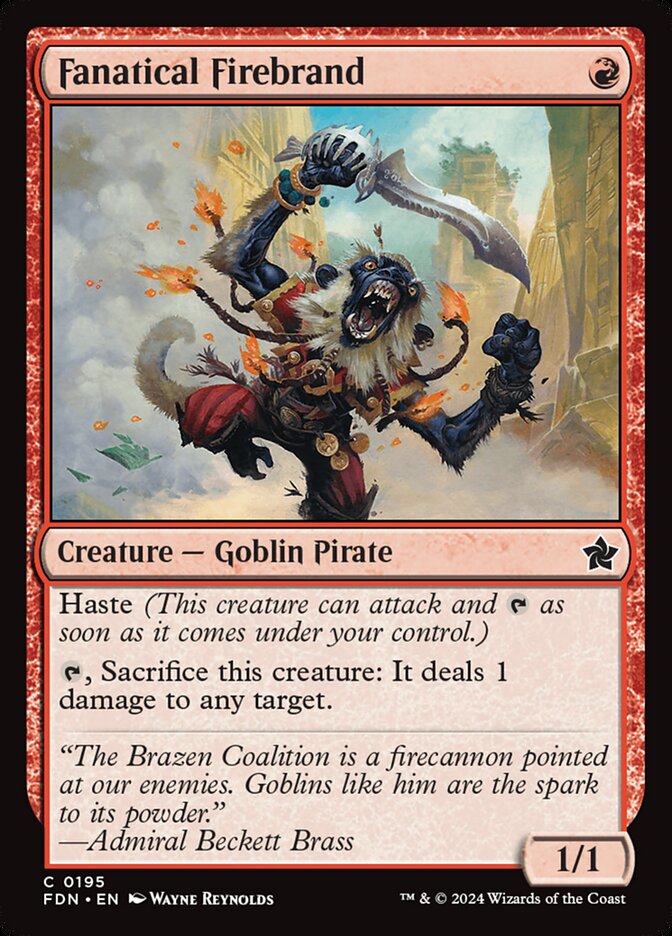 Fanatical Firebrand
Creature — Goblin Pirate
Haste (This creature can attack and as
soon as it comes under your control.)
, Sacrifice this creature: It deals 1
damage to any target.
“The Brazen Coalition is a firecannon pointed
at our enemies. Goblins like him are the spark
to its powder.”
—Admiral Beckett Brass
1/1
C 0195
FDN • EN Wayne Reynolds
™ & © 2024 Wizards of the Coast